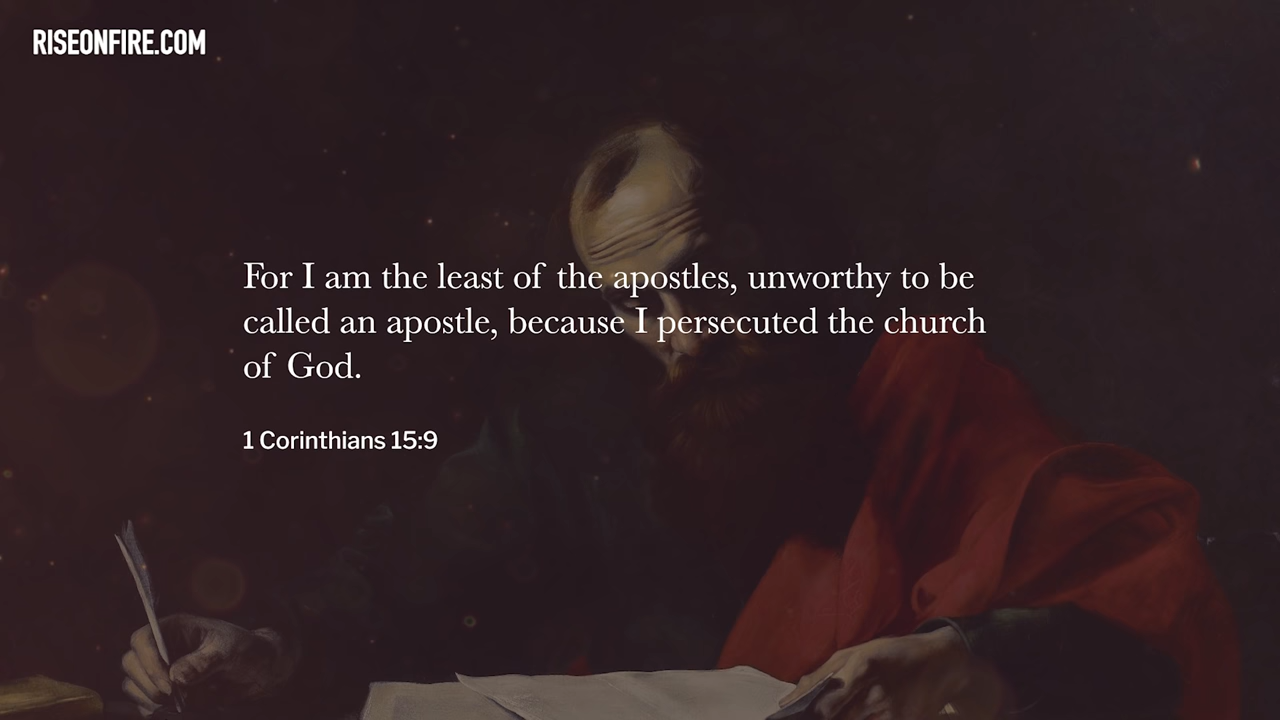 RISEONFIRE.COM
For I am the least of the apostles, unworthy to be
called an apostle, because I persecuted the church
of God.
1 Corinthians 15:9